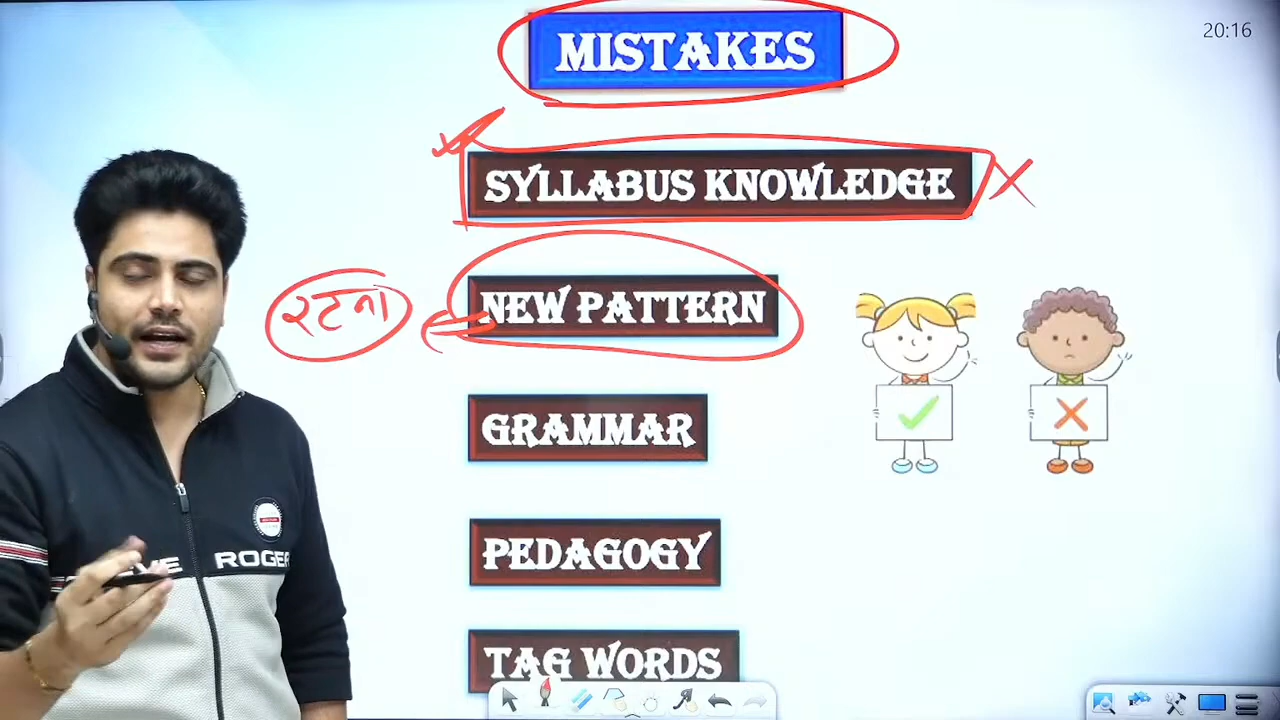 20:16
MISTAKES
SYLLABUS KNOWLEDGE
NEW PATTERN
रटना
GRAMMAR
PEDAGOGY
TAG WORDS
ROGER